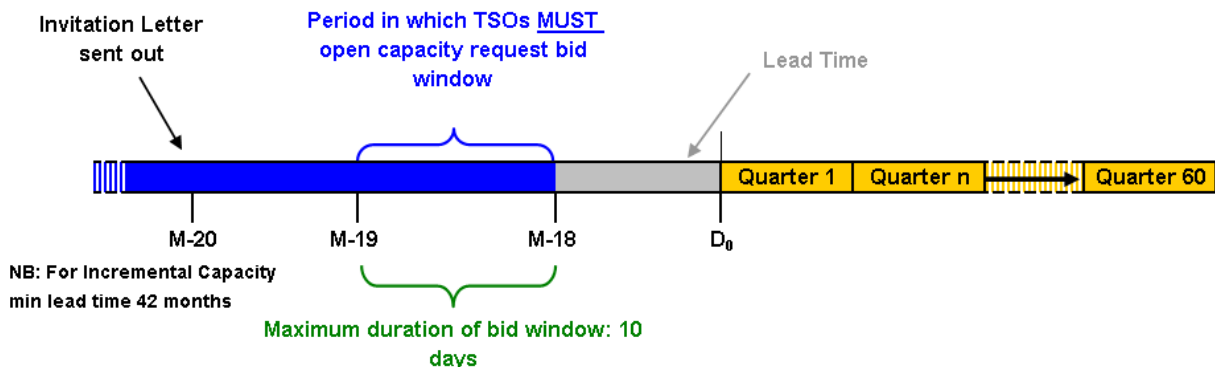 Invitation Letter
sent out
Period in which TSOs MUST
open capacity request bid
window
Lead Time
Quarter 1
Quarter n
Quarter 60
M-20
M-19
M-18
D₀
NB: For Incremental Capacity
min lead time 42 months
Maximum duration of bid window: 10
days